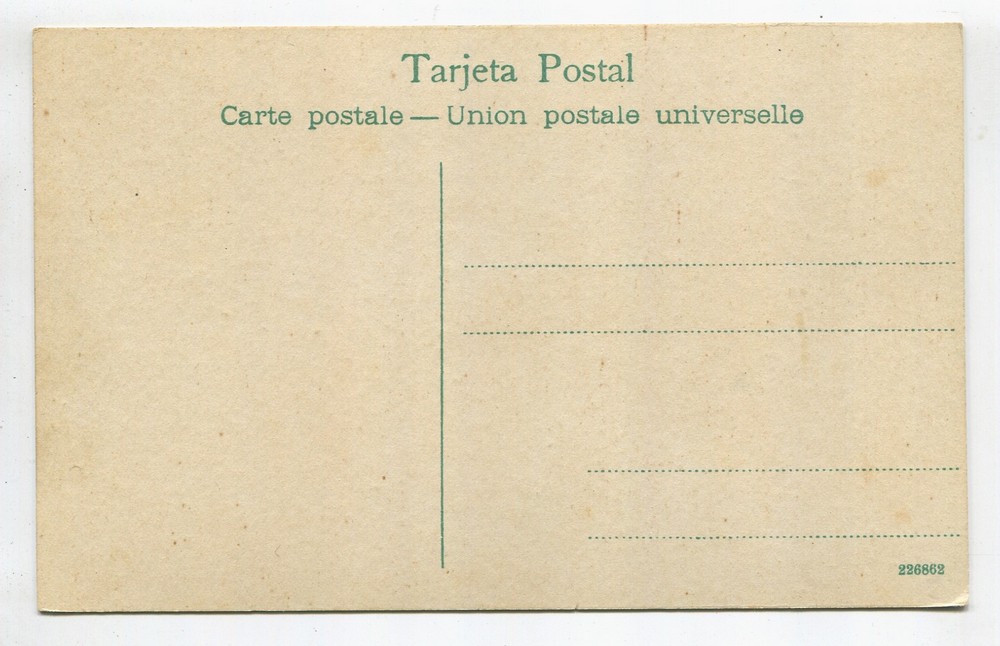 Tarjeta Postal
Carte postale — Union postale universelle
226862